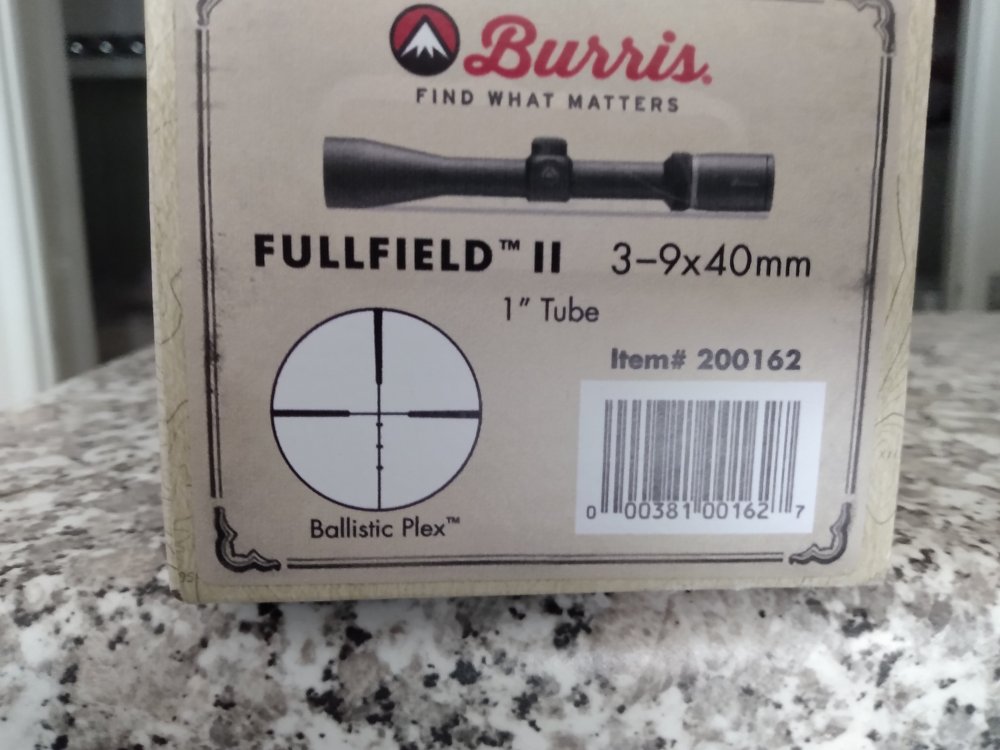 Burris.
FIND WHAT MATTERS
FULLFIELD™ II 3-9x40mm
1" Tube
Item# 200162
Ballistic Plex™
0 00381 00162 7